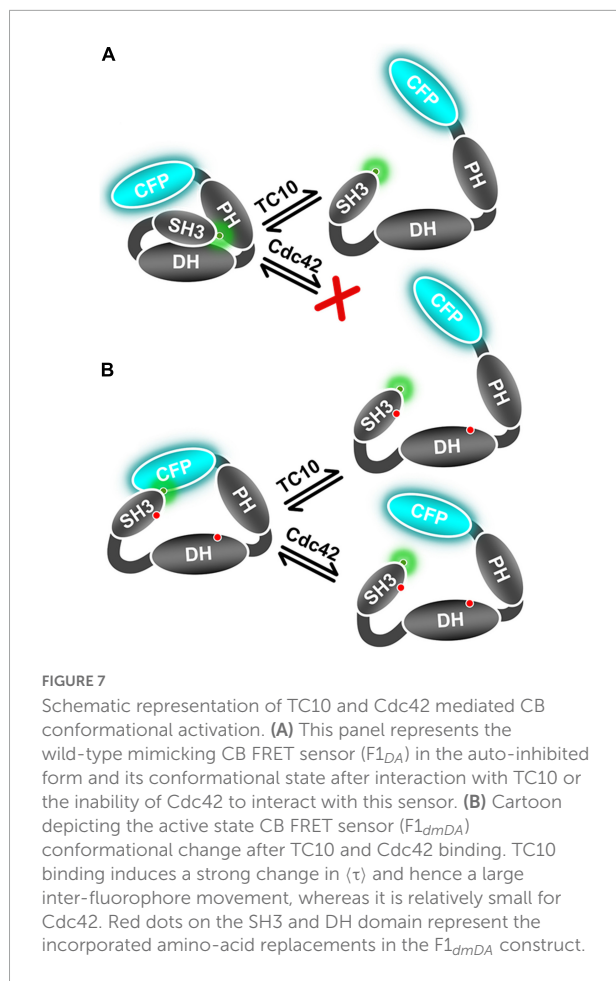 A
CFP
SH3
PH
DH
TC10
Cdc42
CFP
SH3
PH
DH
B
CFP
SH3
PH
DH
TC10
Cdc42
CFP
SH3
PH
DH
CFP
SH3
PH
DH
FIGURE 7
Schematic representation of TC10 and Cdc42 mediated CB
conformational activation. (A) This panel represents the
wild-type mimicking CB FRET sensor (F1DA) in the auto-inhibited
form and its conformational state after interaction with TC10 or
the inability of Cdc42 to interact with this sensor. (B) Cartoon
depicting the active state CB FRET sensor (F1dmDA)
conformational change after TC10 and Cdc42 binding. TC10
binding induces a strong change in ⟨τ⟩ and hence a large
inter-fluorophore movement, whereas it is relatively small for
Cdc42. Red dots on the SH3 and DH domain represent the
incorporated amino-acid replacements in the F1dmDA construct.